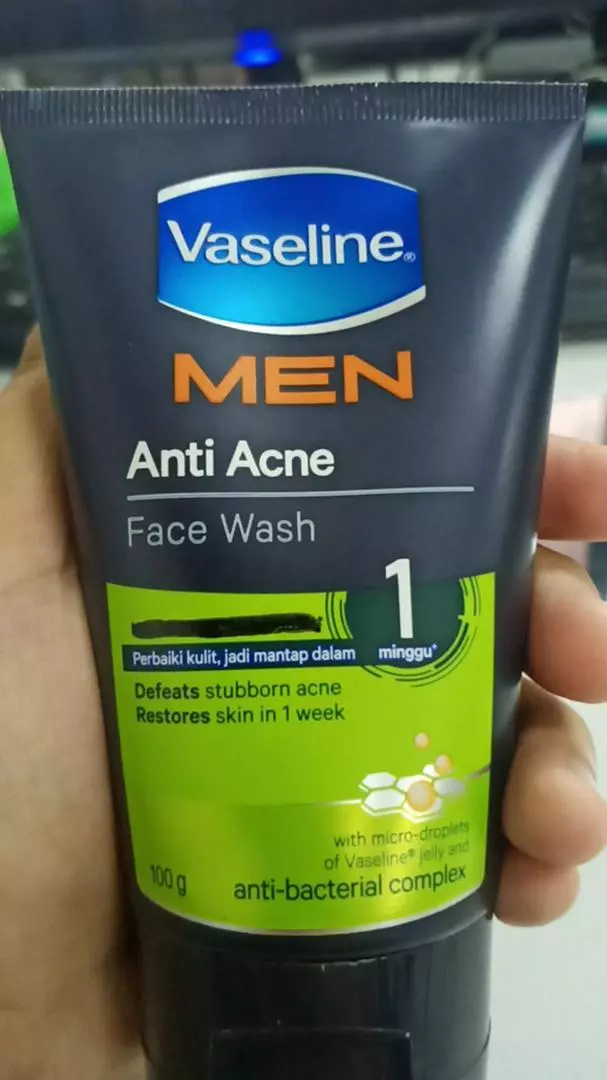 Vaseline®
MEN
Anti Acne
Face Wash
1
Perbaiki kulit, jadi mantap dalam minggu*
Defeats stubborn acne
Restores skin in 1 week
with micro-droplets
of Vaseline® jelly and
anti-bacterial complex
100 g